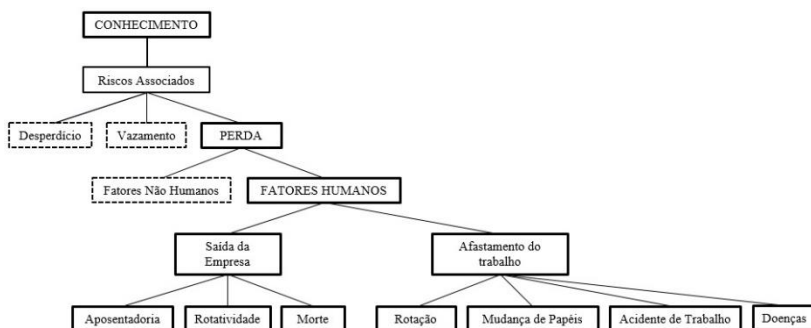 CONHECIMENTO
Riscos Associados
Desperdício
Vazamento
PERDA
Fatores Não Humanos
FATORES HUMANOS
Saída da
Empresa
Afastamento do
trabalho
Aposentadoria
Rotatividade
Morte
Rotação
Mudança de Papéis
Acidente de Trabalho
Doenças